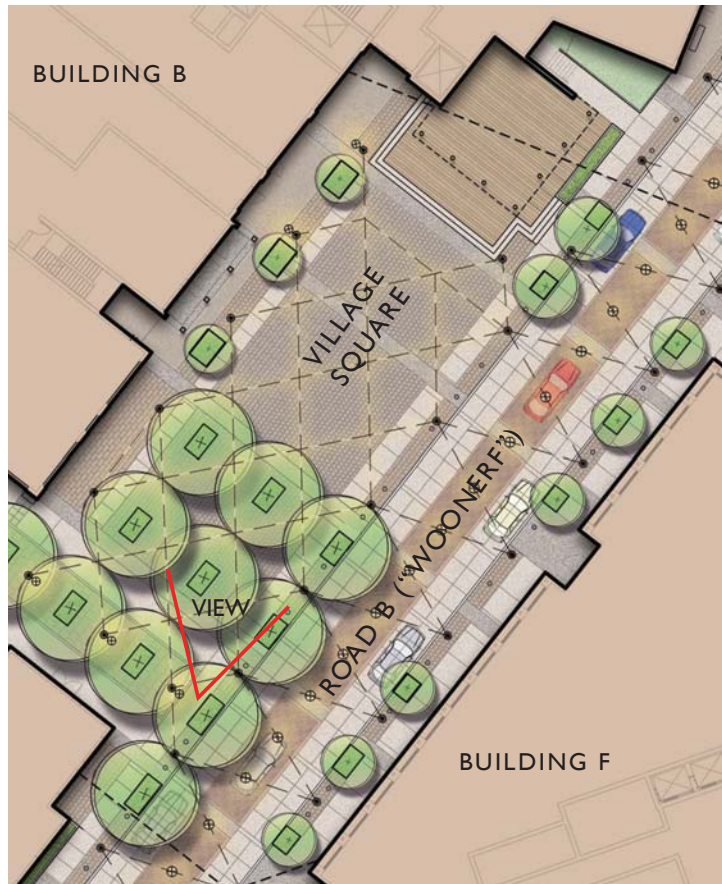 BUILDING B
VILLAGE
SQUARE
ROAD B ("WOONERF")
VIEW
BUILDING F